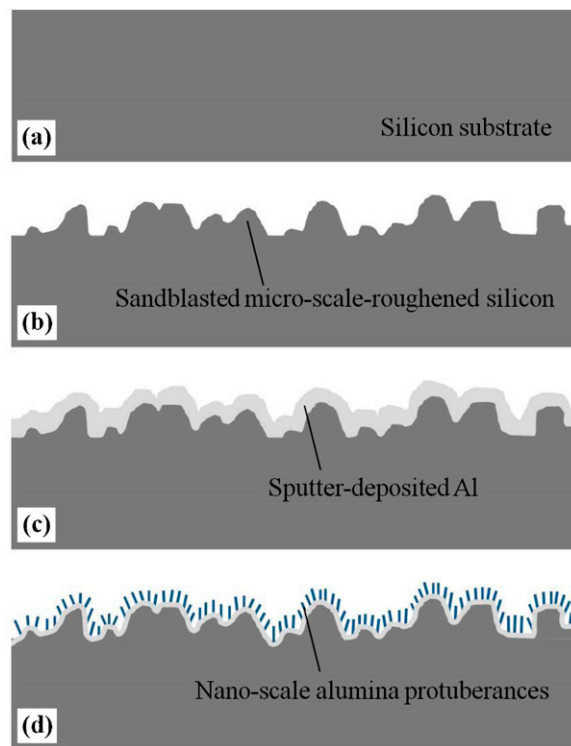 Silicon substrate
(a)
Sandblasted micro-scale-roughened silicon
(b)
Sputter-deposited Al
(c)
Nano-scale alumina protuberances
(d)